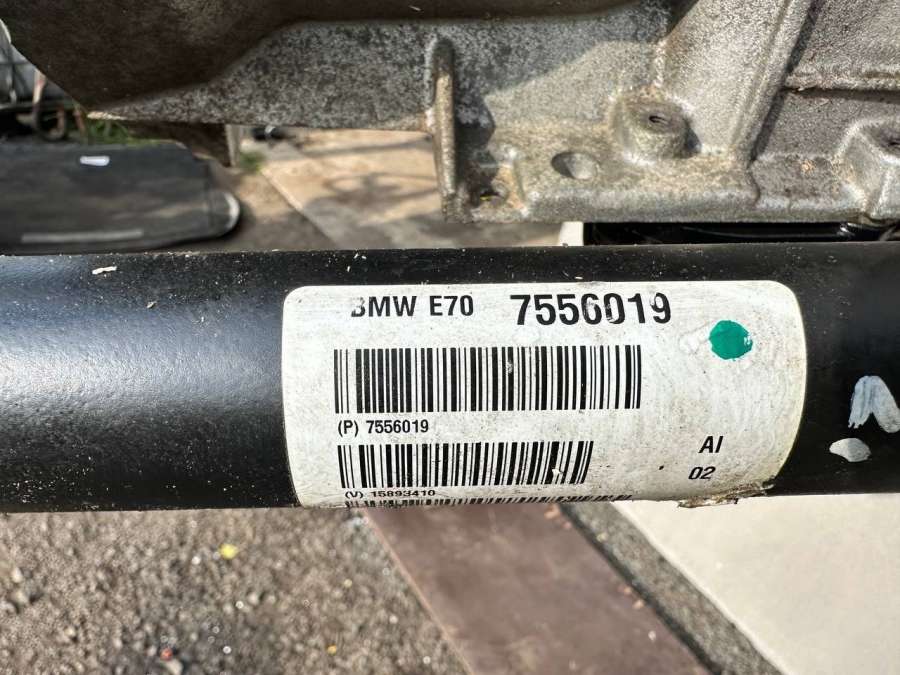 BMW E70 7556019
(P) 7556019
AI
02
(V) 15893410